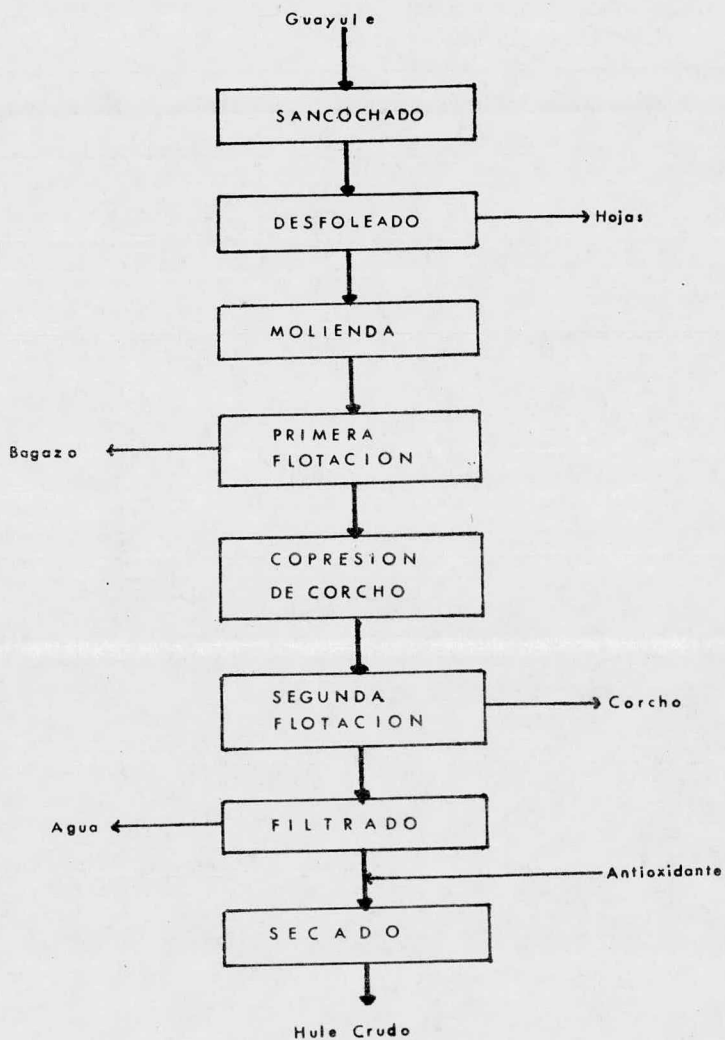 Guayule
SANCOCHADO
DESFOLEADO
Hojas
MOLIENDA
PRIMERA
FLOTACION
Bagazo
COPRESION
DE CORCHO
SEGUNDA
FLOTACION
Corcho
FILTRADO
Agua
Antioxidante
SECADO
Hule Crudo